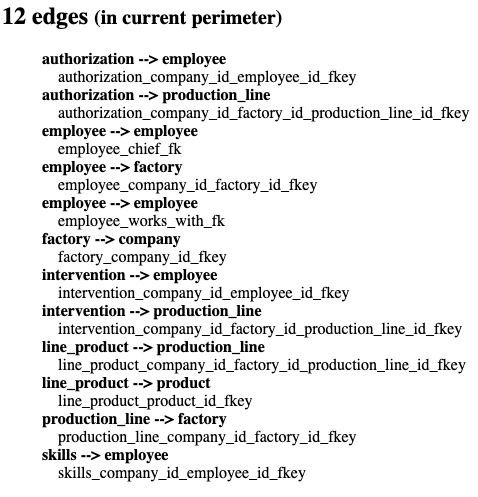 12 edges (in current perimeter)
authorization --> employee
authorization_company_id_employee_id_fkey
authorization --> production_line
authorization_company_id_factory_id_production_line_id_fkey
employee --> employee
employee_chief_fk
employee --> factory
employee_company_id_factory_id_fkey
employee --> employee
employee_works_with_fk
factory --> company
factory_company_id_fkey
intervention --> employee
intervention_company_id_employee_id_fkey
intervention --> production_line
intervention_company_id_factory_id_production_line_id_fkey
line_product --> production_line
line_product_company_id_factory_id_production_line_id_fkey
line_product --> product
line_product_product_id_fkey
production_line --> factory
production_line_company_id_factory_id_fkey
skills --> employee
skills_company_id_employee_id_fkey